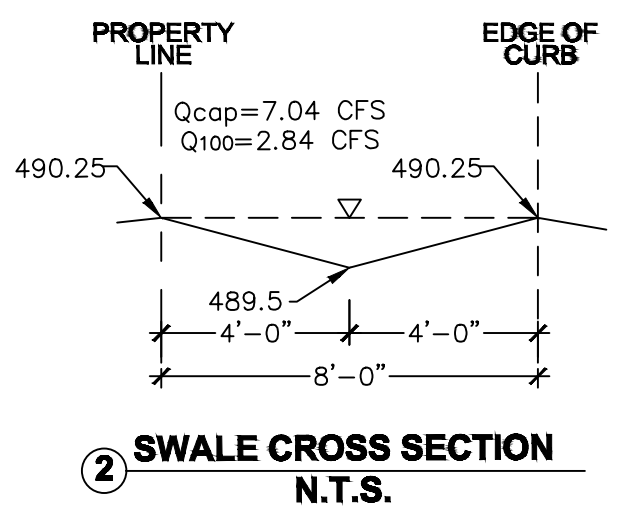 PROPERTY
LINE
EDGE OF
CURB
Qcap=7.04 CFS
Q100=2.84 CFS
490.25
490.25
489.5
4'-0"
4'-0"
8'-0"
2
SWALE CROSS SECTION
N.T.S.